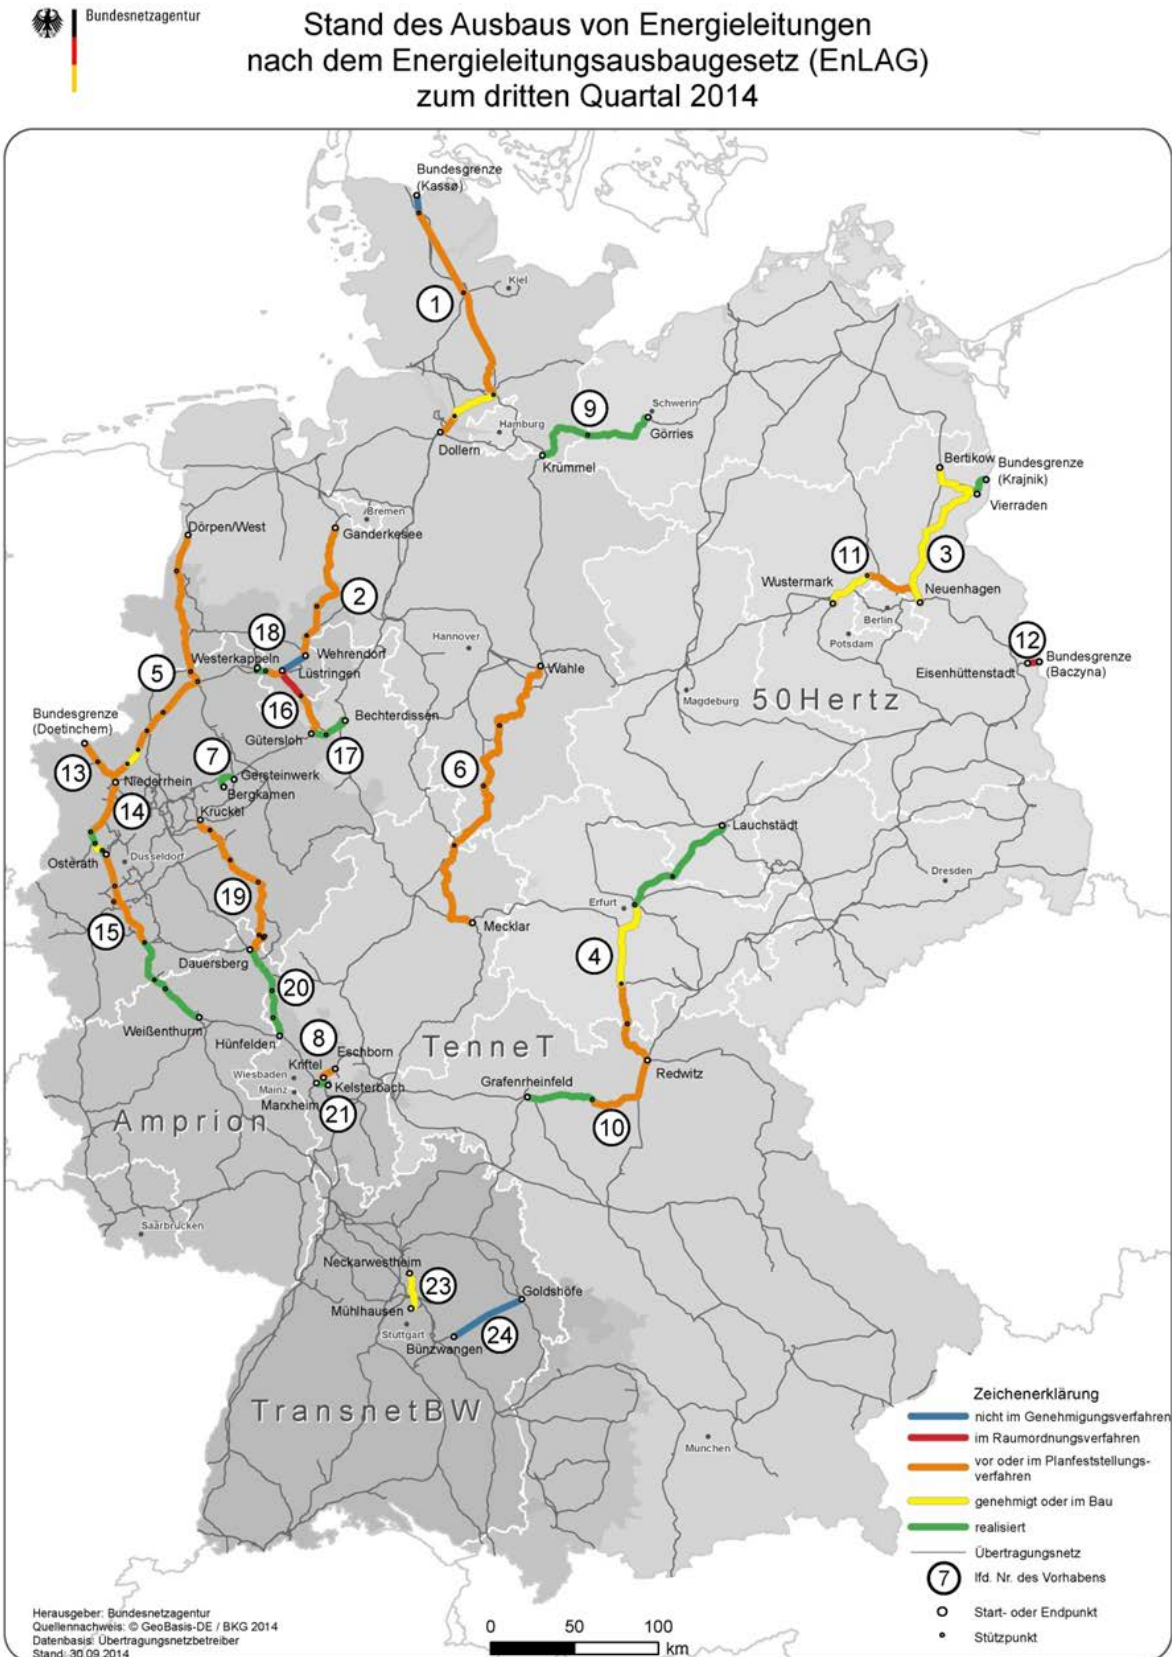 Bundesnetzagentur
Stand des Ausbaus von Energieleitungen
nach dem Energieleitungsausbaugesetz (EnLAG)
zum dritten Quartal 2014
Bundesgrenze
(Kassø)
Kiel
1
9
Schwerin
Hamburg
Görries
Dollern
Krümmel
Bertikow
Bundesgrenze
(Krajnik)
Vierraden
Bremen
Dörpen/West
Ganderkesee
11
3
Wustermark
Neuenhagen
2
Berlin
18
Hannover
Potsdam
12
Westerkappeln
Wehrendorf
Bundesgrenze
(Baczyna)
5
Lüstringen
Wahle
Eisenhüttenstadt
Magdeburg
50Hertz
16
Bundesgrenze
(Doetinchem)
Bechterdissen
Gütersloh
17
13
7
6
Gersteinwerk
Niederrhein
Bergkamen
14
Kruckel
Lauchstädt
Osterath
Dusseldorf
Dresden
19
Erfurt
15
Mecklar
4
Dauersberg
20
Weißenthurm
Hünfelden
8
TenneT
Eschborn
Kriftel
Wiesbaden
Redwitz
Mainz
Kelsterbach
Grafenrheinfeld
Marxheim
21
Amprion
10
Saarbrücken
Neckarwestheim
23
Goldshöfe
Mühlhausen
Stuttgart
24
Bünzwangen
TransnetBW
Munchen
Zeichenerklärung
nicht im Genehmigungsverfahren
im Raumordnungsverfahren
vor oder im Planfeststellungs-
verfahren
genehmigt oder im Bau
realisiert
Übertragungsnetz
7 lfd. Nr. des Vorhabens
Start- oder Endpunkt
Stützpunkt
Herausgeber: Bundesnetzagentur
Quellennachweis: © GeoBasis-DE / BKG 2014
Datenbasis: Übertragungsnetzbetreiber
Stand: 30.09.2014
0 50 100
km